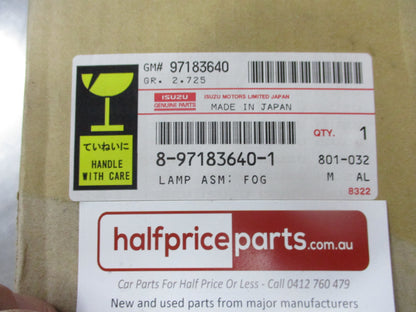 GM# 97183640
GR. 2.725
ISUZU
GENUINE PARTS
ISUZU MOTORS LIMITED JAPAN
MADE IN JAPAN
ていねいに
HANDLE
WITH CARE
QTY. 1
8-97183640-1 801-032
LAMP ASM: FOG M AL
8322
halfpriceparts.com.au
Car Parts For Half Price Or Less - Call 0412 760 479
New and used parts from major manufacturers